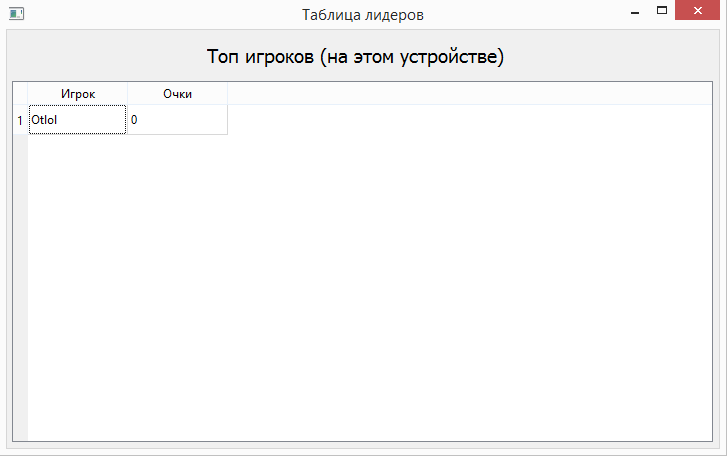 Таблица лидеров
Топ игроков (на этом устройстве)
Игрок Очки
1 Otlol 0